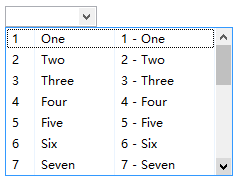 1 One 1 - One
2 Two 2 - Two
3 Three 3 - Three
4 Four 4 - Four
5 Five 5 - Five
6 Six 6 - Six
7 Seven 7 - Seven